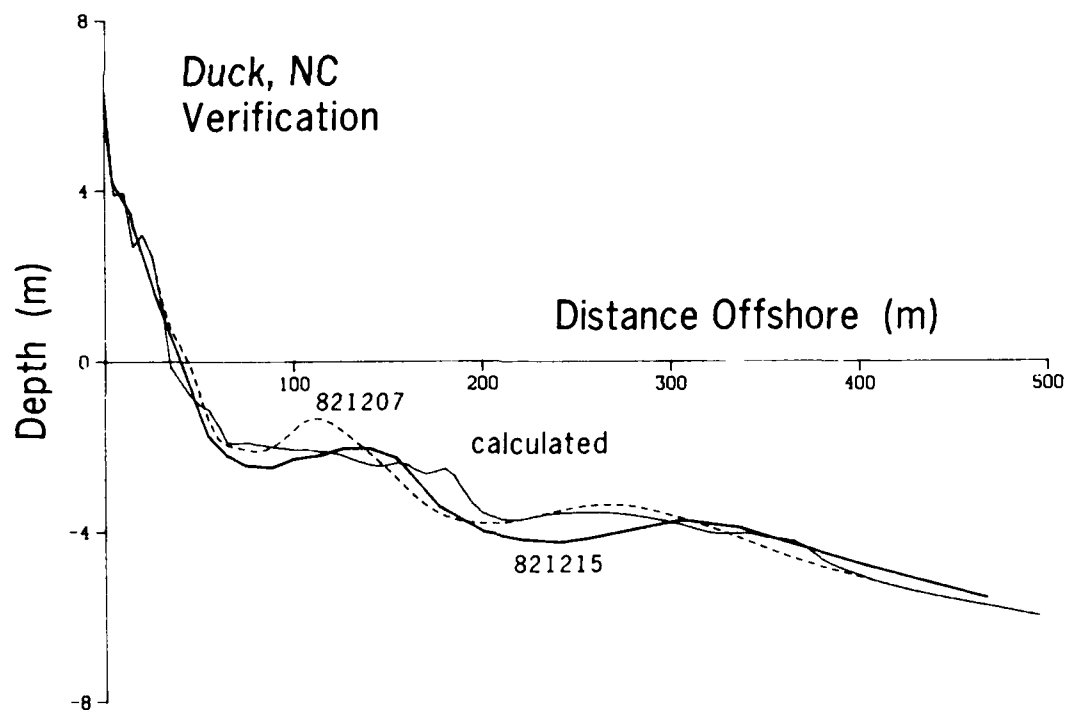 8
Duck, NC
Verification
4
Depth (m)
Distance Offshore (m)
0
100
200
300
400
500
821207
calculated
-4
821215
-8